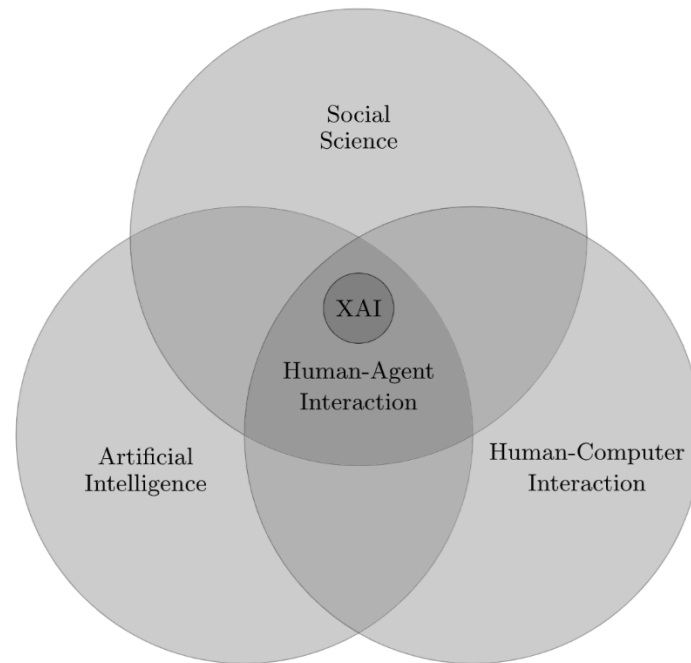 Social
Science
XAI
Human-Agent
Interaction
Artificial
Intelligence
Human-Computer
Interaction